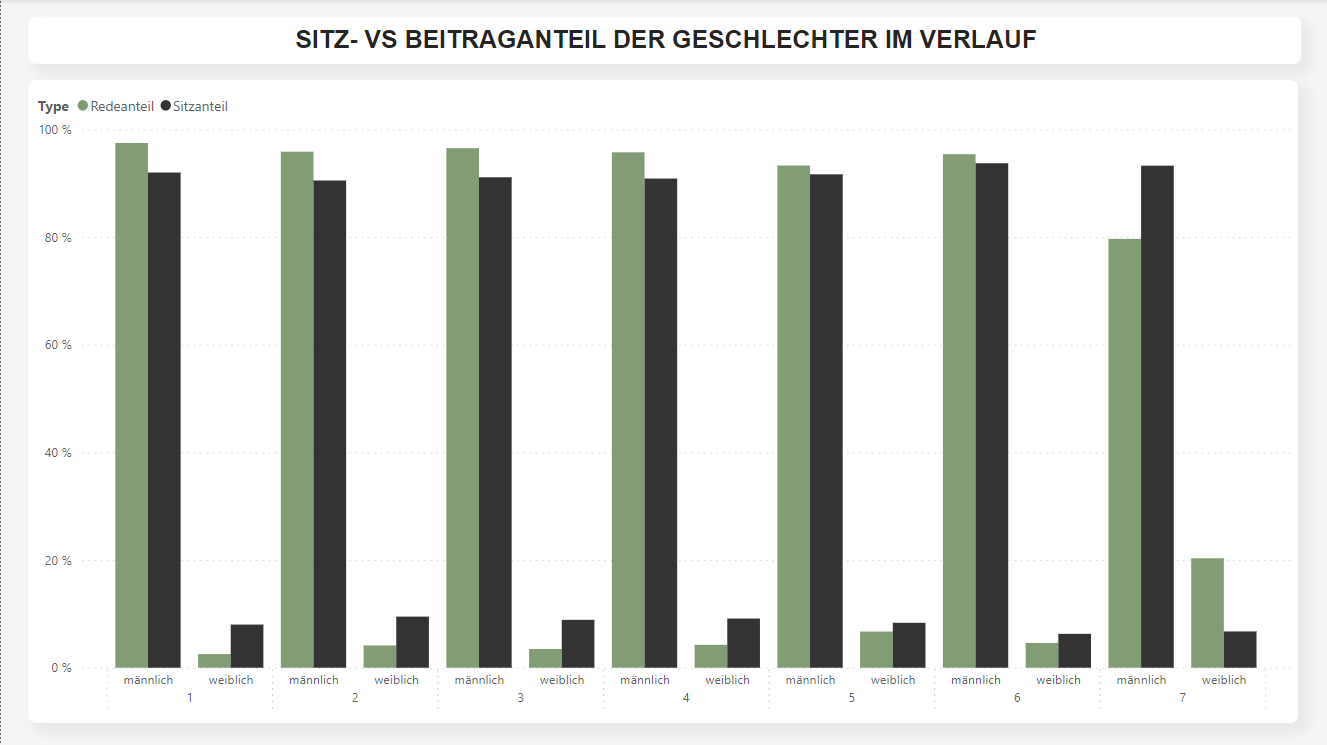 SITZ- VS BEITRAGANTEIL DER GESCHLECHTER IM VERLAUF
Type Redeanteil Sitzanteil
100 %
80 %
60 %
40 %
20 %
0 %
männlich weiblich männlich weiblich männlich weiblich männlich weiblich männlich weiblich männlich weiblich männlich weiblich
1 2 3 4 5 6 7